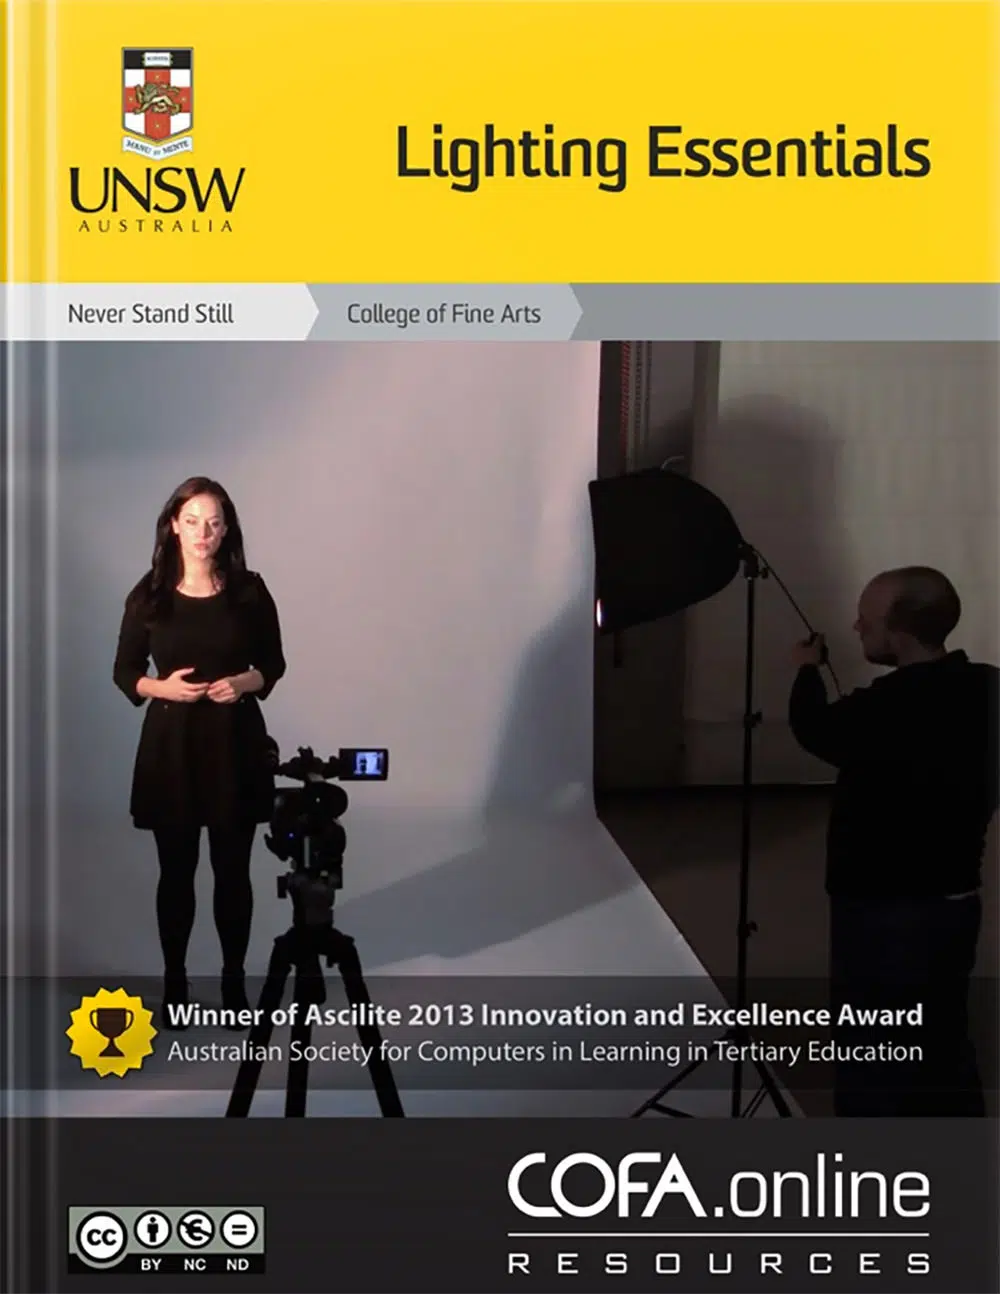 MANU ET MENTE
UNSW
AUSTRALIA
Lighting Essentials
Never Stand Still
College of Fine Arts
Winner of Ascilite 2013 Innovation and Excellence Award
Australian Society for Computers in Learning in Tertiary Education
COFA.online
RESOURCES
cc
BY NC ND